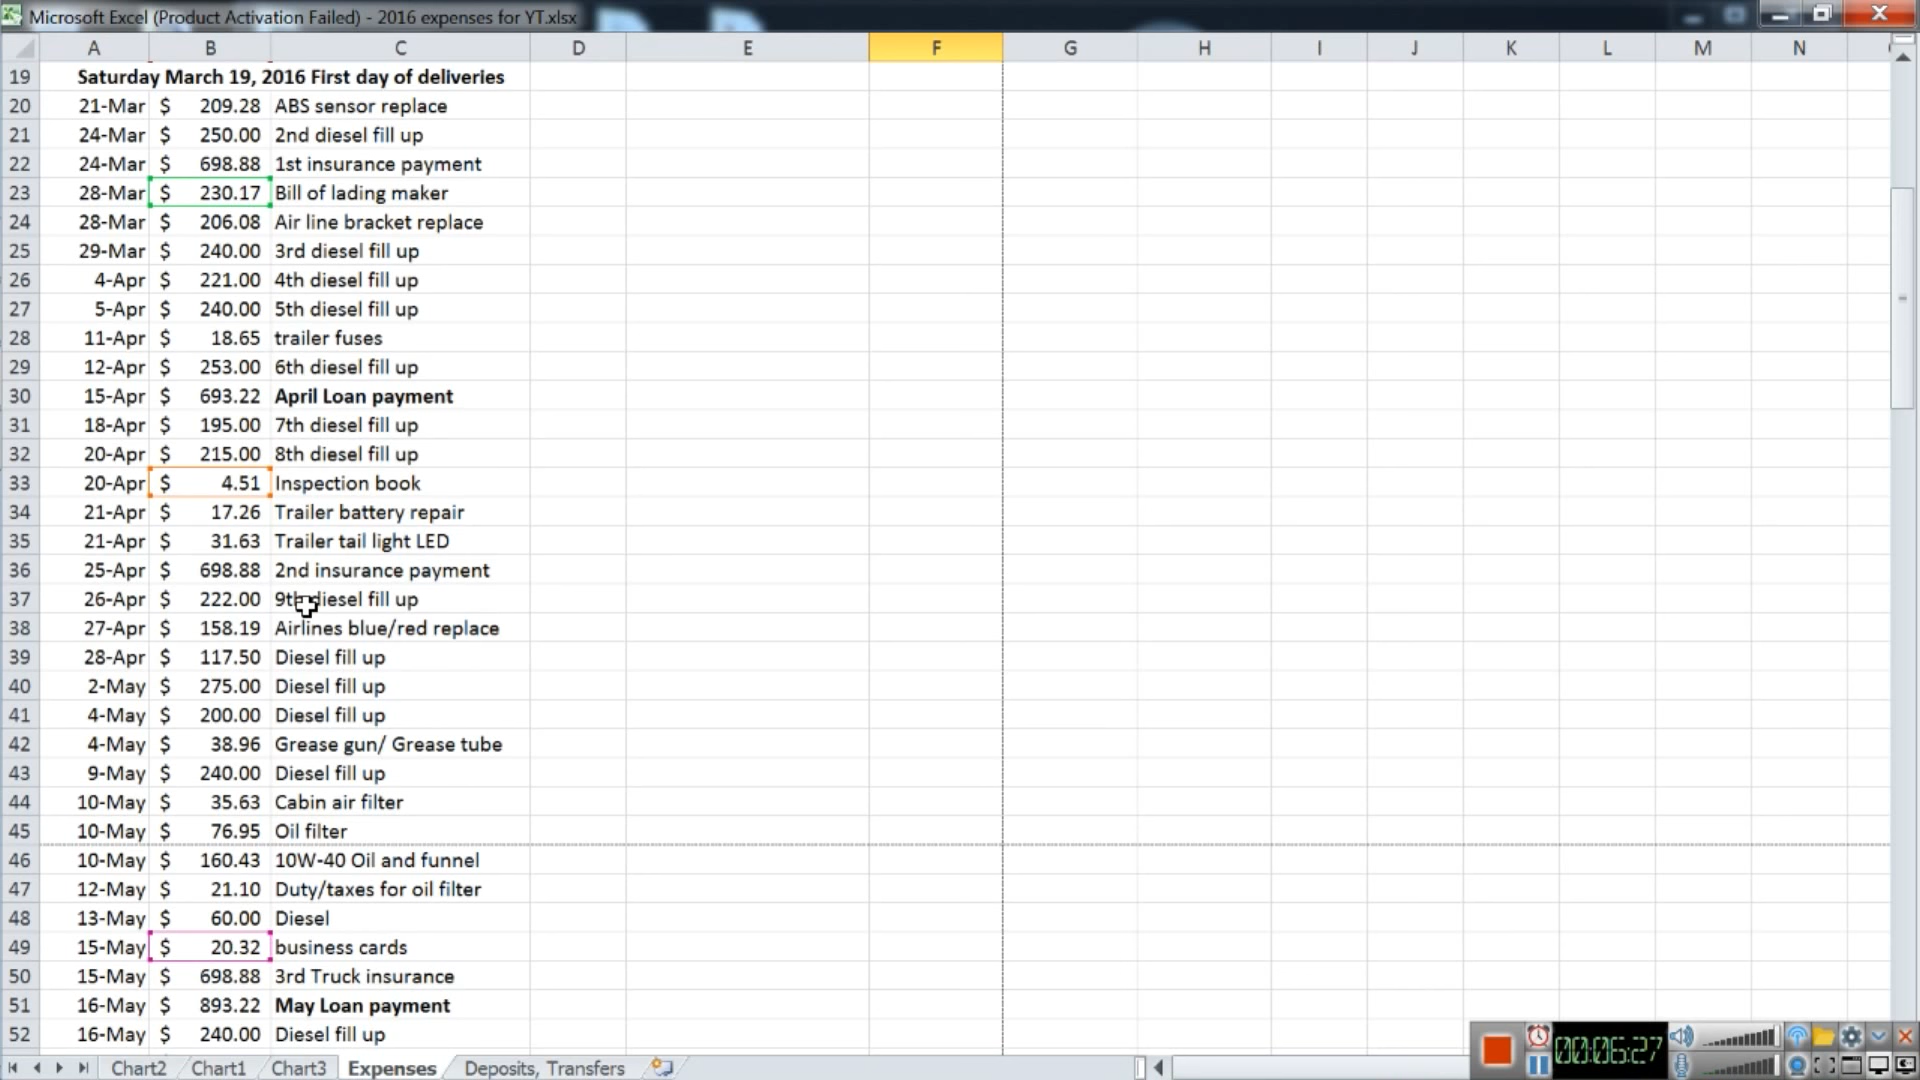 Microsoft Excel (Product Activation Failed) - 2016 expenses for YT.xlsx
A B C D E F G H I J K L M N
19 Saturday March 19, 2016 First day of deliveries
20 21-Mar $ 209.28 ABS sensor replace
21 24-Mar $ 250.00 2nd diesel fill up
22 24-Mar $ 698.88 1st insurance payment
23 28-Mar $ 230.17 Bill of lading maker
24 28-Mar $ 206.08 Air line bracket replace
25 29-Mar $ 240.00 3rd diesel fill up
26 4-Apr $ 221.00 4th diesel fill up
27 5-Apr $ 240.00 5th diesel fill up
28 11-Apr $ 18.65 trailer fuses
29 12-Apr $ 253.00 6th diesel fill up
30 15-Apr $ 693.22 April Loan payment
31 18-Apr $ 195.00 7th diesel fill up
32 20-Apr $ 215.00 8th diesel fill up
33 20-Apr $ 4.51 Inspection book
34 21-Apr $ 17.26 Trailer battery repair
35 21-Apr $ 31.63 Trailer tail light LED
36 25-Apr $ 698.88 2nd insurance payment
37 26-Apr $ 222.00 9th diesel fill up
38 27-Apr $ 158.19 Airlines blue/red replace
39 28-Apr $ 117.50 Diesel fill up
40 2-May $ 275.00 Diesel fill up
41 4-May $ 200.00 Diesel fill up
42 4-May $ 38.96 Grease gun/ Grease tube
43 9-May $ 240.00 Diesel fill up
44 10-May $ 35.63 Cabin air filter
45 10-May $ 76.95 Oil filter
46 10-May $ 160.43 10W-40 Oil and funnel
47 12-May $ 21.10 Duty/taxes for oil filter
48 13-May $ 60.00 Diesel
49 15-May $ 20.32 business cards
50 15-May $ 698.88 3rd Truck insurance
51 16-May $ 893.22 May Loan payment
52 16-May $ 240.00 Diesel fill up
Chart2 Chart1 Chart3 Expenses Deposits, Transfers
00:06:27